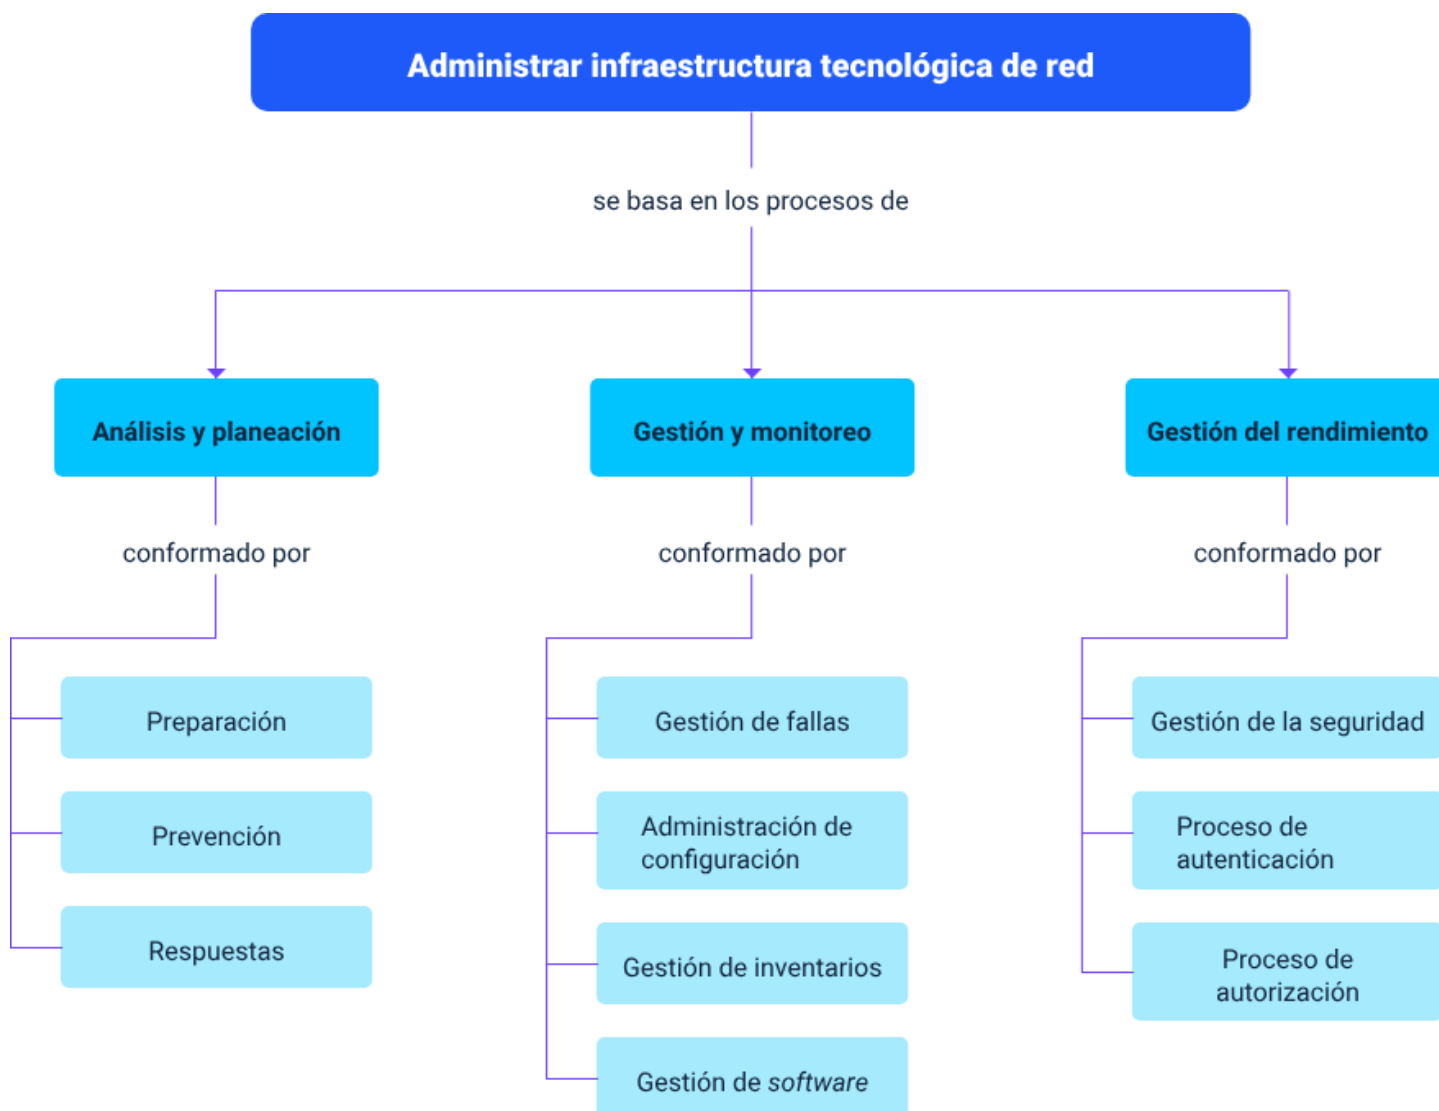 Administrar infraestructura tecnológica de red
se basa en los procesos de
Análisis y planeación
conformado por
Preparación
Prevención
Respuestas
Gestión y monitoreo
conformado por
Gestión de fallas
Administración de
configuración
Gestión de inventarios
Gestión de software
Gestión del rendimiento
conformado por
Gestión de la seguridad
Proceso de
autenticación
Proceso de
autorización